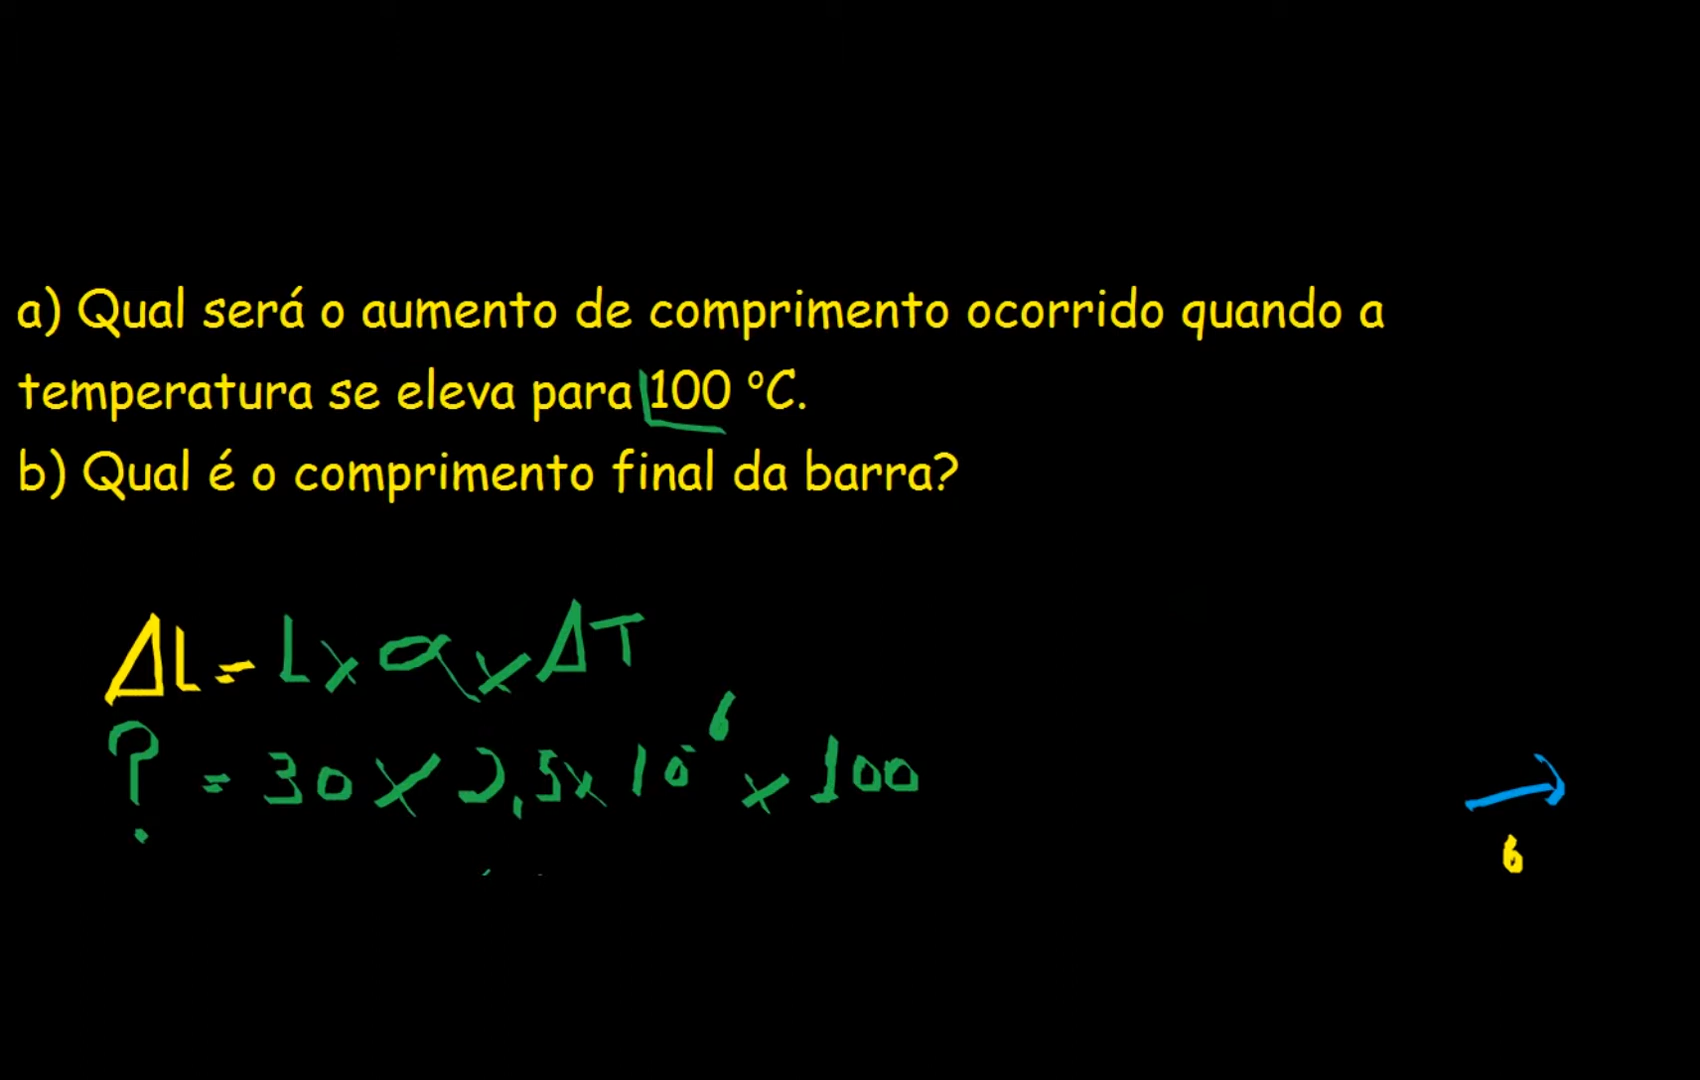 a) Qual será o aumento de comprimento ocorrido quando a
temperatura se eleva para 100 ºC.
b) Qual é o comprimento final da barra?
ΔL = L x α x ΔT
? = 30 x 2,5 x 10⁻⁶ x 100
6